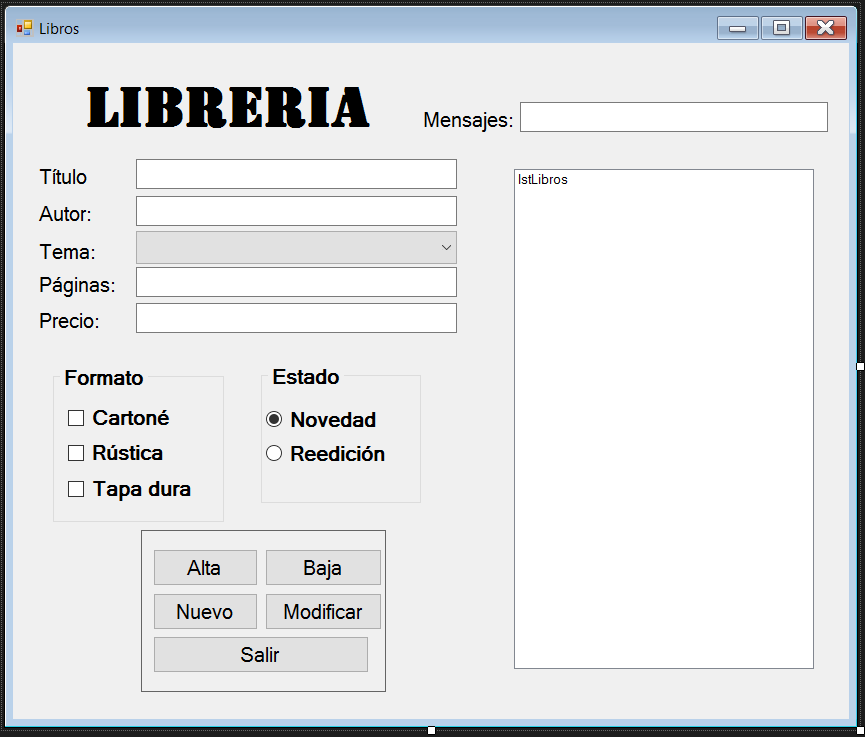 Libros
LIBRERIA
Mensajes:
Título
Autor:
Tema:
Páginas:
Precio:
lstLibros
Formato
Cartoné
Rústica
Tapa dura
Estado
Novedad
Reedición
Alta
Baja
Nuevo
Modificar
Salir